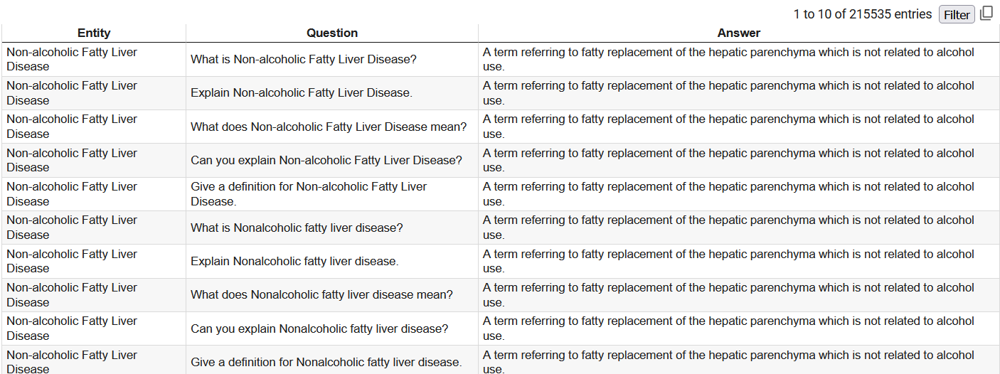 1 to 10 of 215535 entries Filter
Entity Question Answer
Non-alcoholic Fatty Liver
Disease
What is Non-alcoholic Fatty Liver Disease?
A term referring to fatty replacement of the hepatic parenchyma which is not related to alcohol
use.
Non-alcoholic Fatty Liver
Disease
Explain Non-alcoholic Fatty Liver Disease.
A term referring to fatty replacement of the hepatic parenchyma which is not related to alcohol
use.
Non-alcoholic Fatty Liver
Disease
What does Non-alcoholic Fatty Liver Disease mean?
A term referring to fatty replacement of the hepatic parenchyma which is not related to alcohol
use.
Non-alcoholic Fatty Liver
Disease
Can you explain Non-alcoholic Fatty Liver Disease?
A term referring to fatty replacement of the hepatic parenchyma which is not related to alcohol
use.
Non-alcoholic Fatty Liver
Disease
Give a definition for Non-alcoholic Fatty Liver
Disease.
A term referring to fatty replacement of the hepatic parenchyma which is not related to alcohol
use.
Non-alcoholic Fatty Liver
Disease
What is Nonalcoholic fatty liver disease?
A term referring to fatty replacement of the hepatic parenchyma which is not related to alcohol
use.
Non-alcoholic Fatty Liver
Disease
Explain Nonalcoholic fatty liver disease.
A term referring to fatty replacement of the hepatic parenchyma which is not related to alcohol
use.
Non-alcoholic Fatty Liver
Disease
What does Nonalcoholic fatty liver disease mean?
A term referring to fatty replacement of the hepatic parenchyma which is not related to alcohol
use.
Non-alcoholic Fatty Liver
Disease
Can you explain Nonalcoholic fatty liver disease?
A term referring to fatty replacement of the hepatic parenchyma which is not related to alcohol
use.
Non-alcoholic Fatty Liver
Disease
Give a definition for Nonalcoholic fatty liver disease.
A term referring to fatty replacement of the hepatic parenchyma which is not related to alcohol
use.